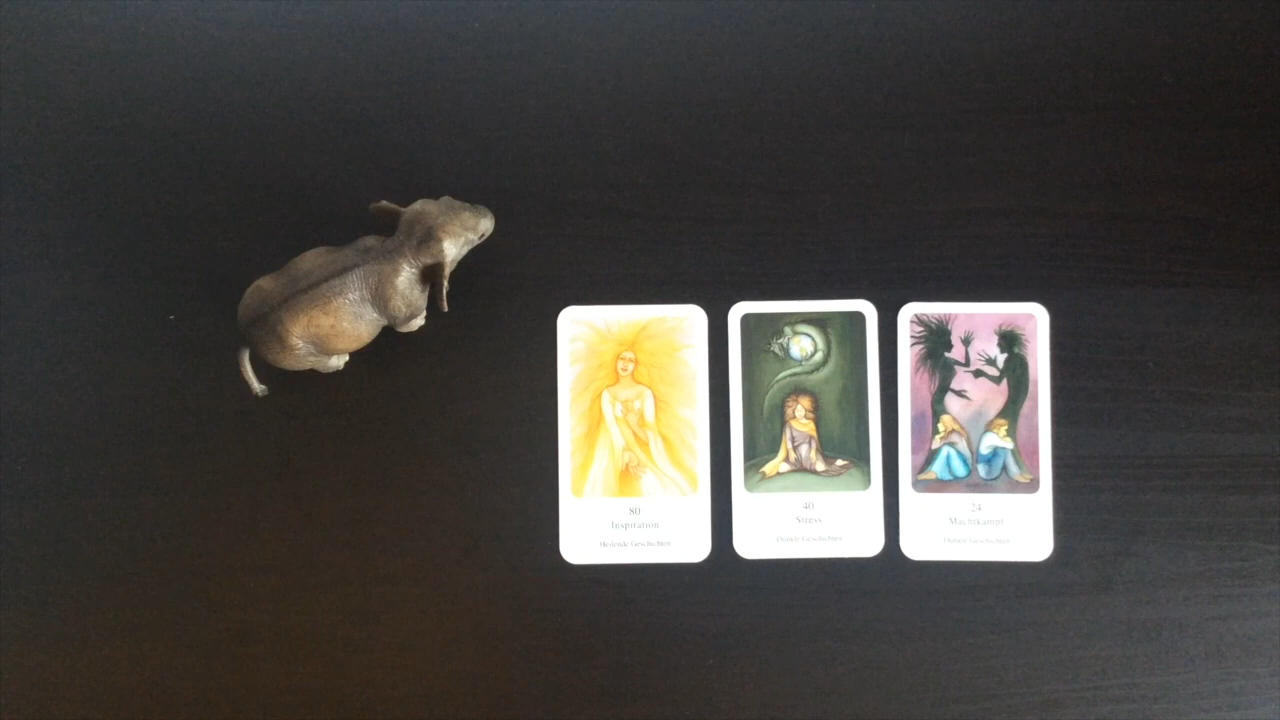 80
Inspiration
Heilende Geschichten
40
Stress
Dunkle Geschichten
24
Machtkampf
Dunkle Geschichten